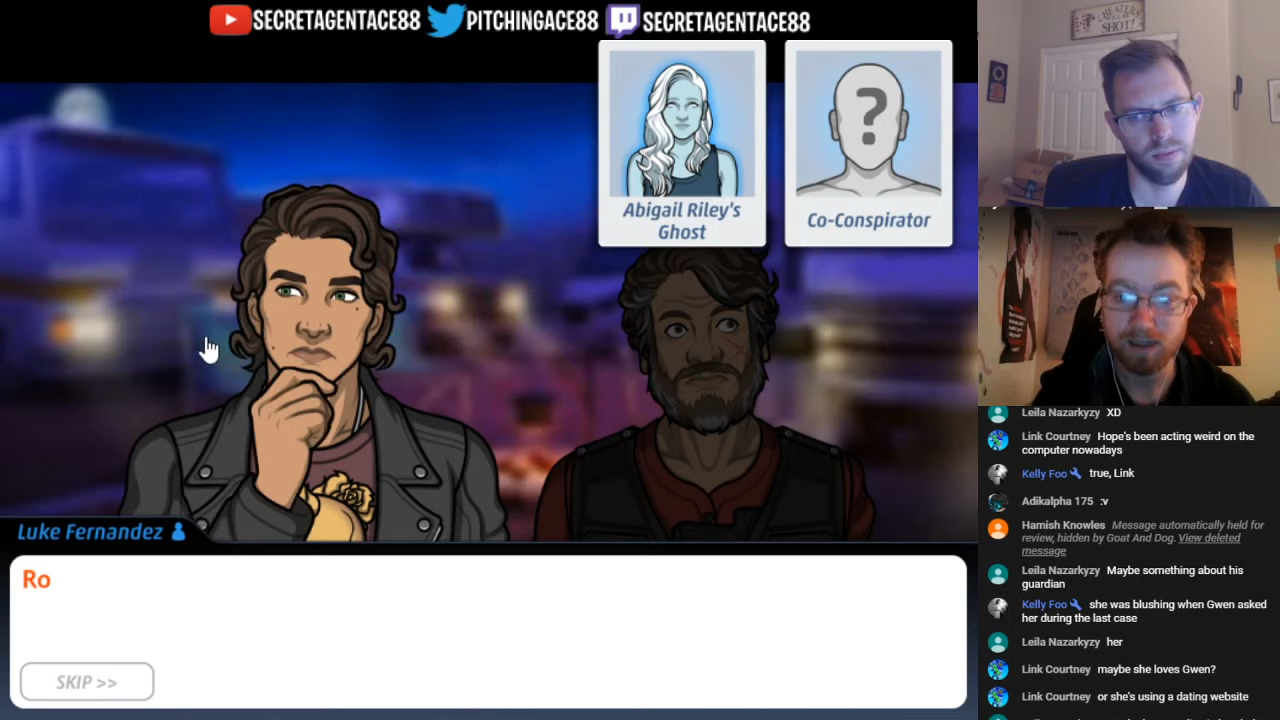 SECRETAGENTACE88 PITCHINGACE88 SECRETAGENTACE88
CHEATERS
WILL BE
SHOT!
?
Abigail Riley's
Ghost
Co-Conspirator
Luke Fernandez
Ro
SKIP >>
Leila Nazarkyzy XD
Link Courtney Hope's been acting weird on the
computer nowadays
Kelly Foo true, Link
Adikalpha 175 :v
Hamish Knowles Message automatically held for
review, hidden by Goat And Dog. View deleted
message
Leila Nazarkyzy Maybe something about his
guardian
Kelly Foo she was blushing when Gwen asked
her during the last case
Leila Nazarkyzy her
Link Courtney maybe she loves Gwen?
Link Courtney or she's using a dating website